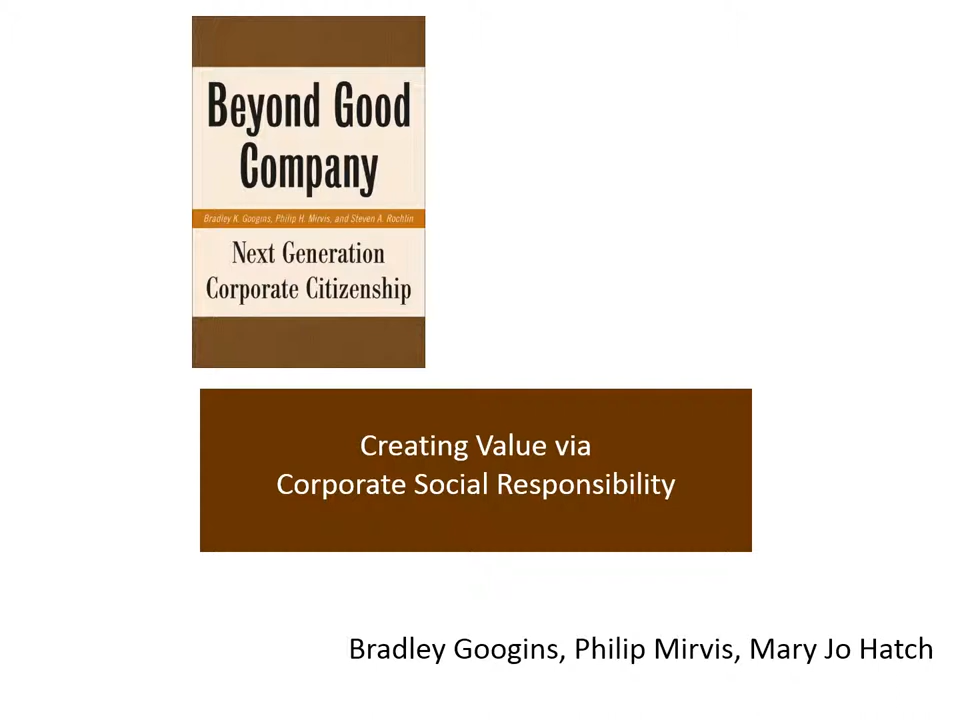 Beyond Good
Company
Bradley K. Googins, Philip H. Mirvis, and Steven A. Rochlin
Next Generation
Corporate Citizenship
Creating Value via
Corporate Social Responsibility
Bradley Googins, Philip Mirvis, Mary Jo Hatch